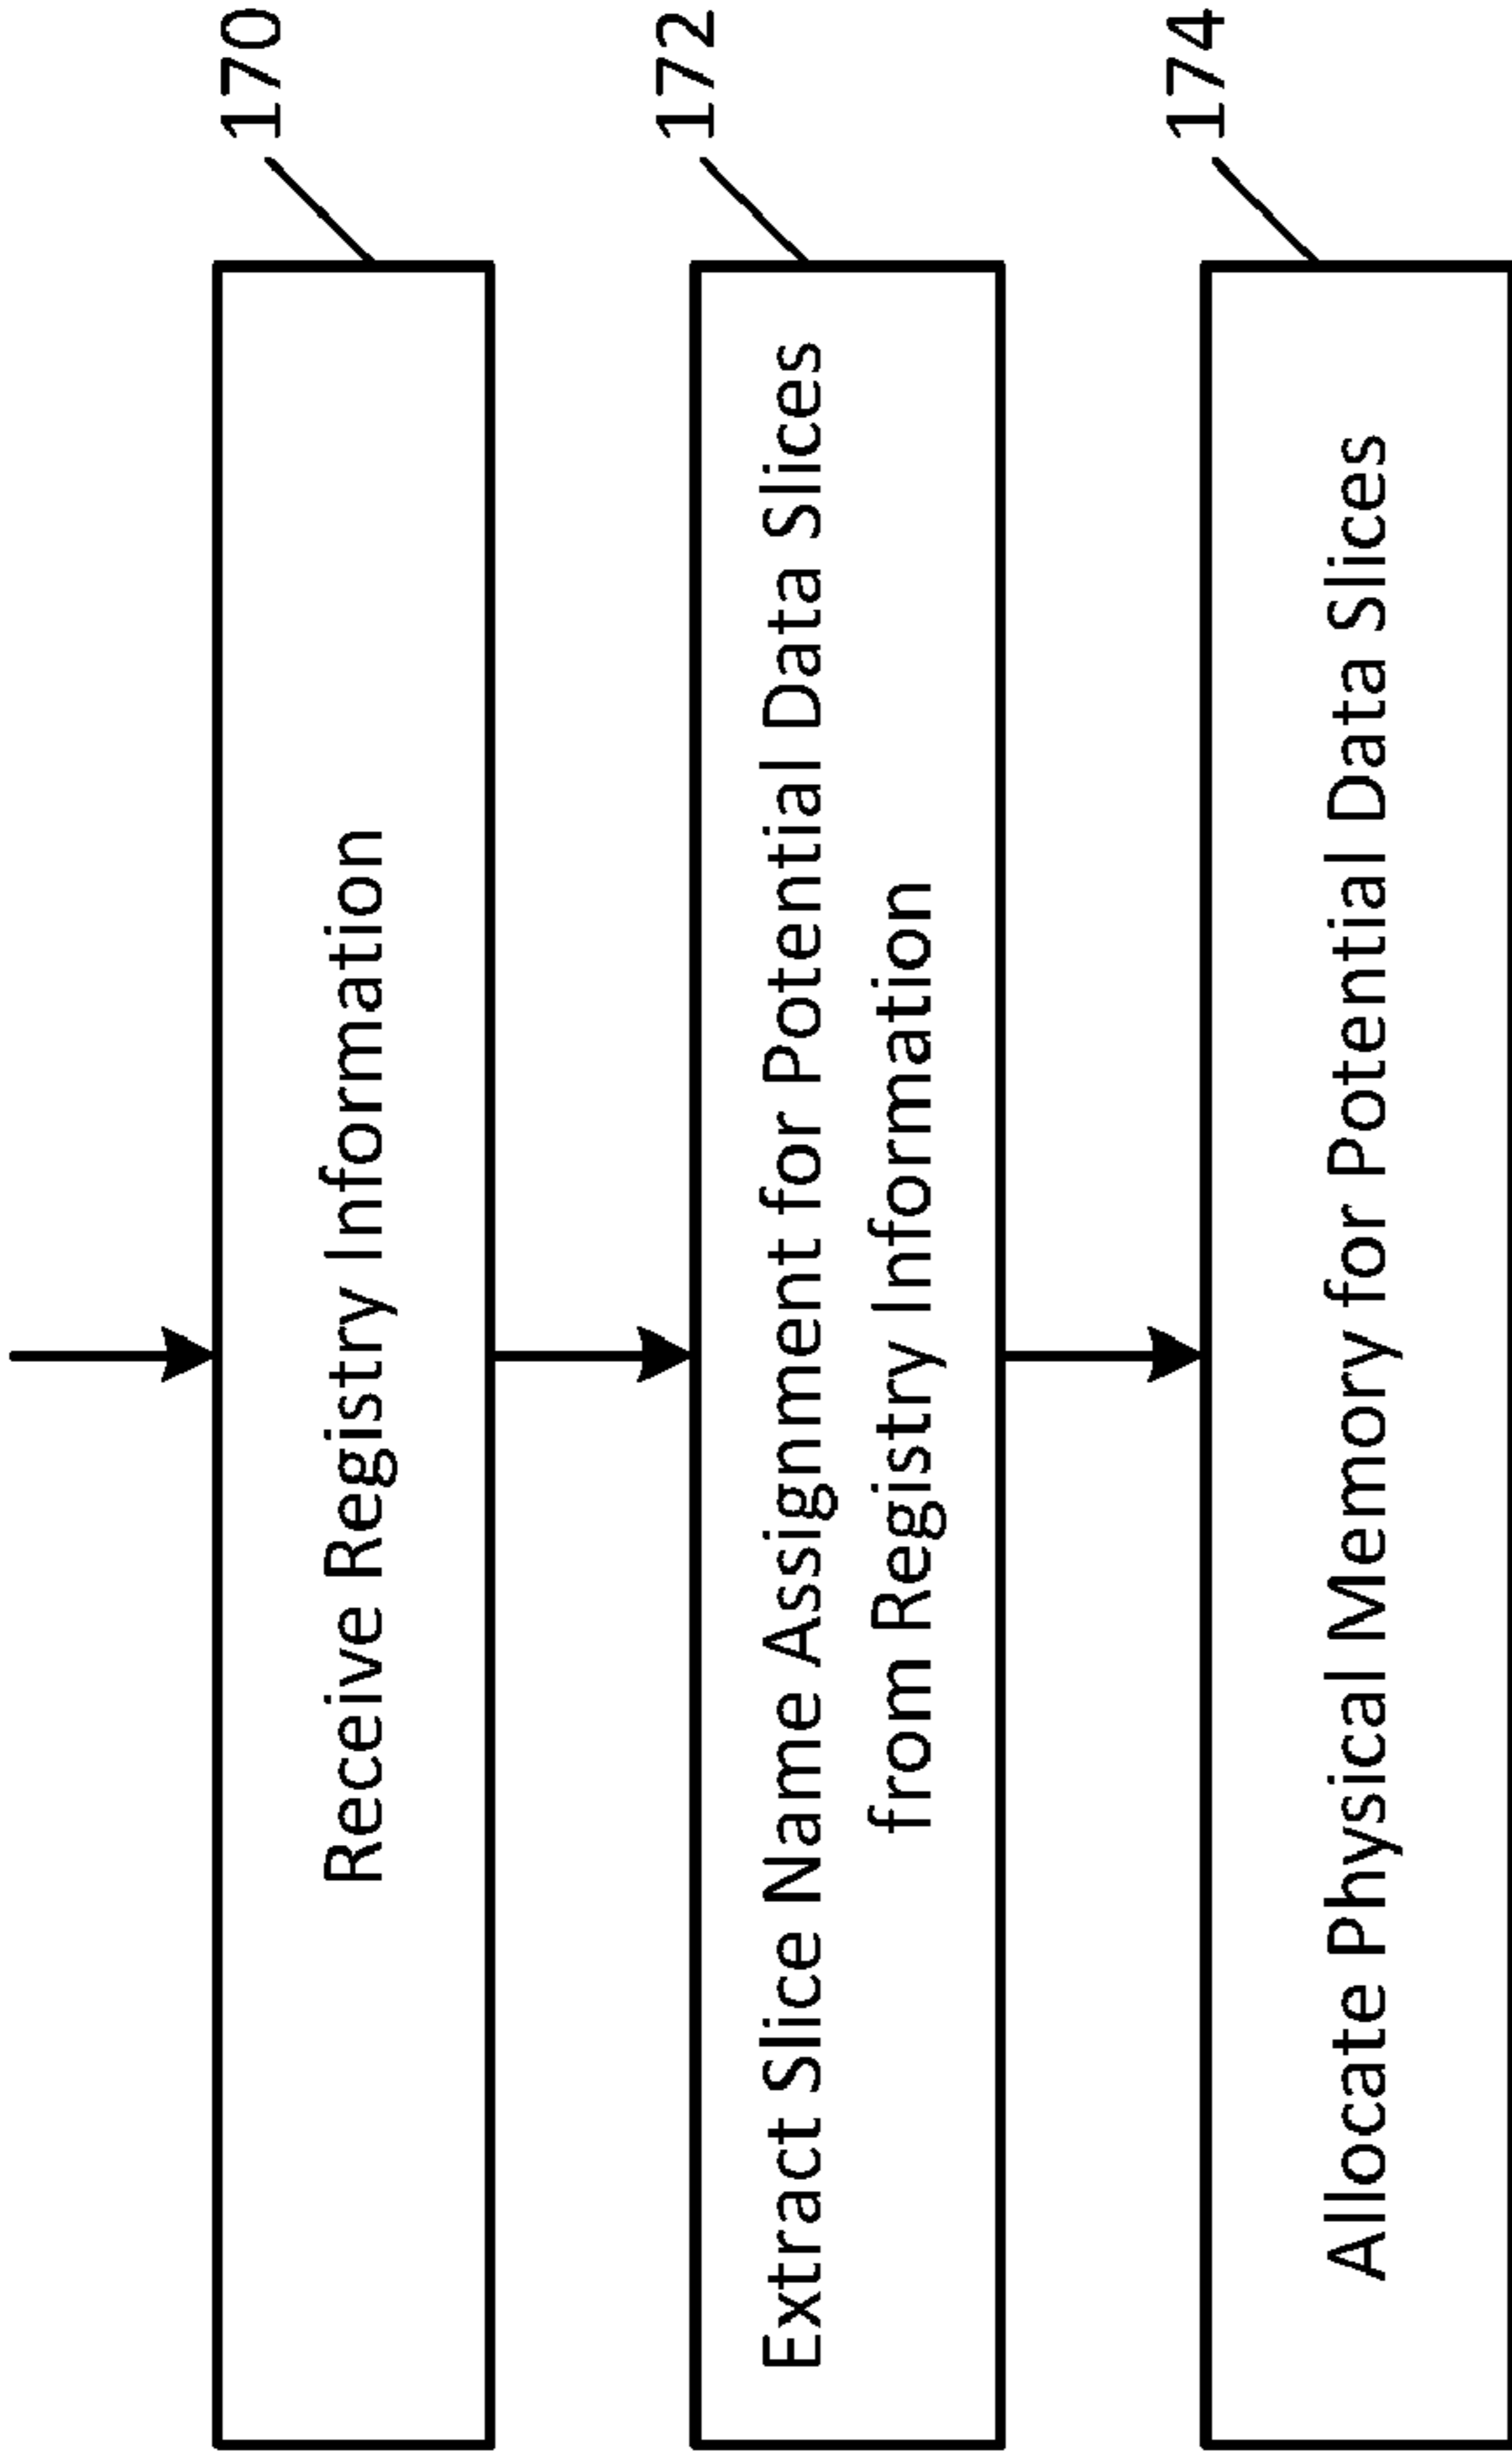 170
Receive Registry Information
172
Extract Slice Name Assignment for Potential Data Slices
from Registry Information
174
Allocate Physical Memory for Potential Data Slices